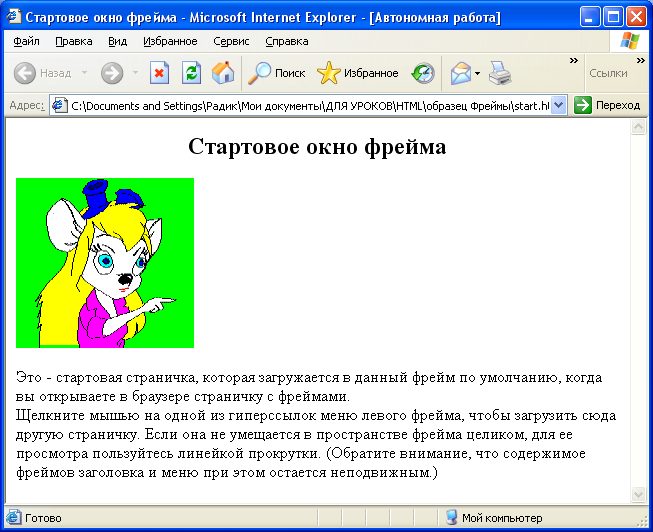 Стартовое окно фрейма - Microsoft Internet Explorer - [Автономная работа]
Файл Правка Вид Избранное Сервис Справка
Назад Поиск Избранное » Ссылки »
Адрес: C:\Documents and Settings\Радик\Мои документы\ДЛЯ УРОКОВ\HTML\образец Фреймы\start.ht Переход
Стартовое окно фрейма
Это - стартовая страничка, которая загружается в данный фрейм по умолчанию, когда
вы открываете в браузере страничку с фреймами.
Щелкните мышью на одной из гиперссылок меню левого фрейма, чтобы загрузить сюда
другую страничку. Если она не умещается в пространстве фрейма целиком, для ее
просмотра пользуйтесь линейкой прокрутки. (Обратите внимание, что содержимое
фреймов заголовка и меню при этом остается неподвижным.)
Готово Мой компьютер